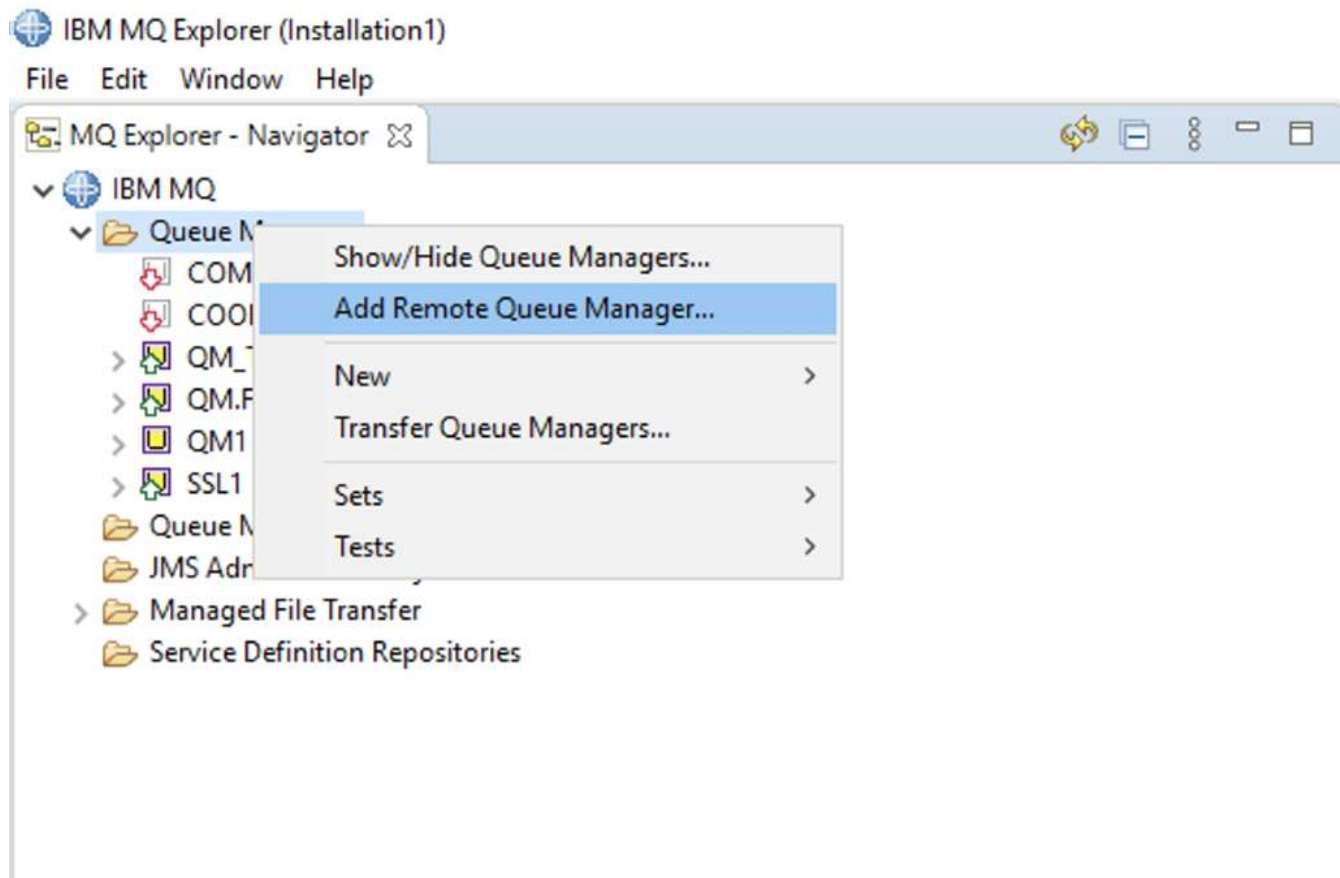 IBM MQ Explorer (Installation1)
File Edit Window Help
MQ Explorer - Navigator
IBM MQ
Queue
Show/Hide Queue Managers...
COM
Add Remote Queue Manager...
QM_
New
QM.F
Transfer Queue Managers...
QM1
SSL1
Sets
Queue
Tests
JMS
Managed File Transfer
Service Definition Repositories